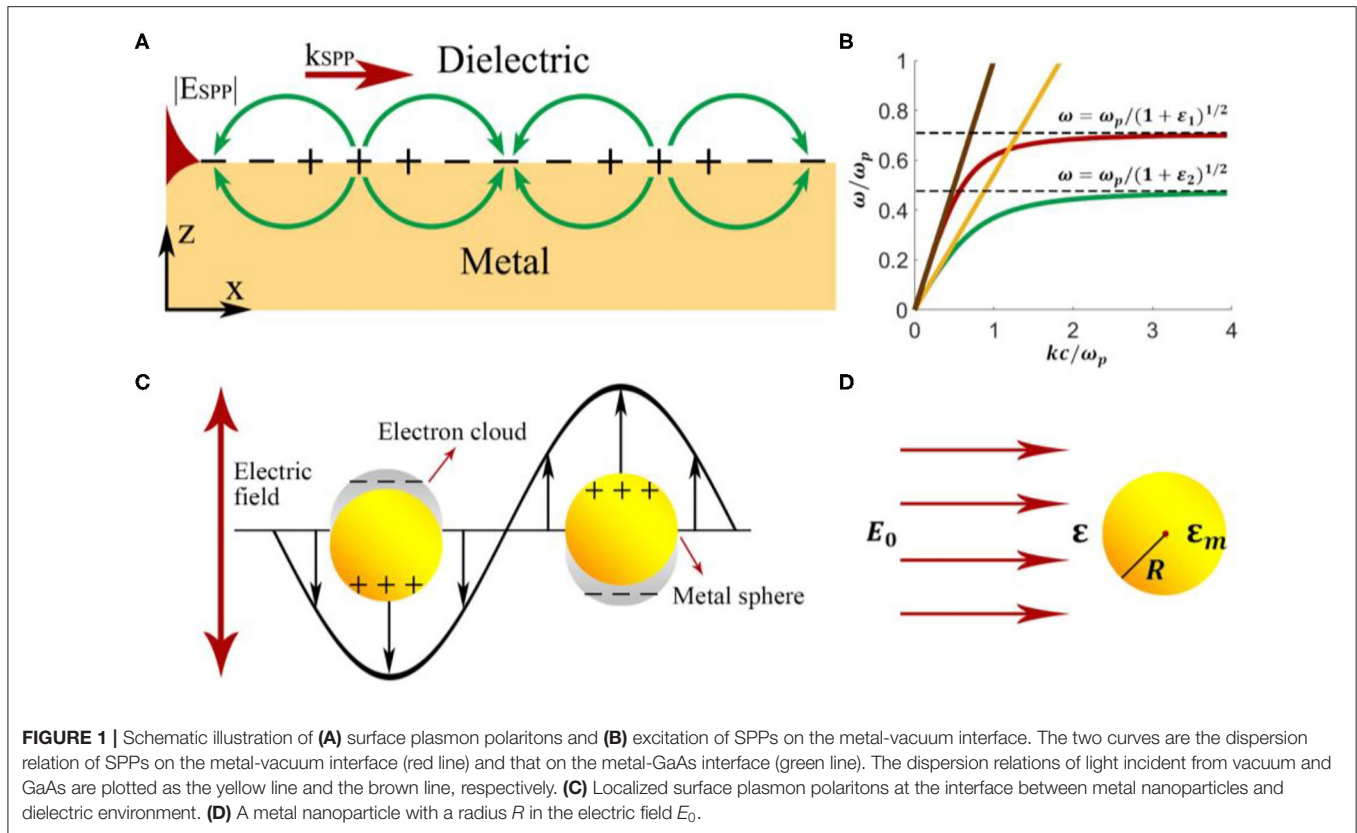 A
kSPP
Dielectric
|ESPP|
− − + + + − − − + + + − −
Metal
Z
X
B
1
0.8
0.6
0.4
0.2
0
ω/ωp
ω = ωp/(1 + ε1)^1/2
ω = ωp/(1 + ε2)^1/2
0 1 2 3 4
kc/ωp
C
Electron cloud
Electric
field
− − −
+ + +
+ + +
− − −
Metal sphere
D
E0
ε
εm
R
FIGURE 1 | Schematic illustration of (A) surface plasmon polaritons and (B) excitation of SPPs on the metal-vacuum interface. The two curves are the dispersion
relation of SPPs on the metal-vacuum interface (red line) and that on the metal-GaAs interface (green line). The dispersion relations of light incident from vacuum and
GaAs are plotted as the yellow line and the brown line, respectively. (C) Localized surface plasmon polaritons at the interface between metal nanoparticles and
dielectric environment. (D) A metal nanoparticle with a radius R in the electric field E0.